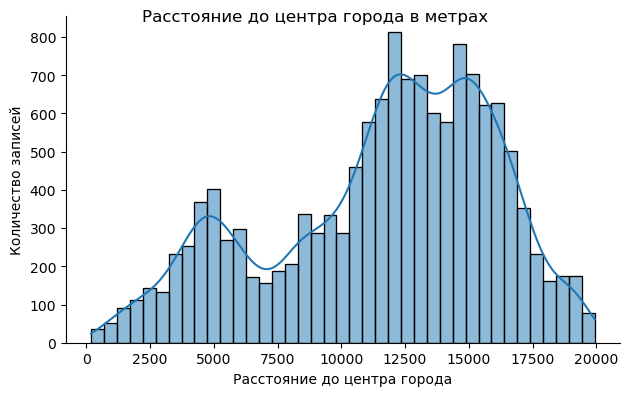 Расстояние до центра города в метрах
800
700
600
500
400
300
200
100
0
Количество записей
0 2500 5000 7500 10000 12500 15000 17500 20000
Расстояние до центра города